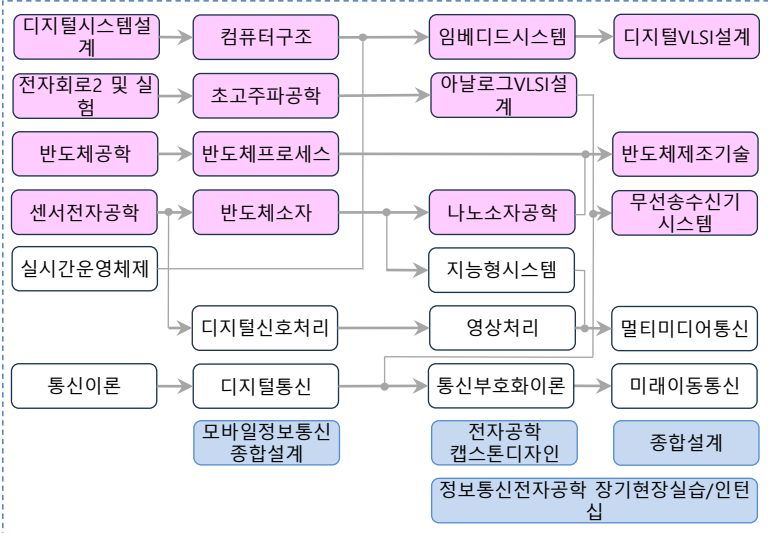 디지털시스템설
계
컴퓨터구조
임베디드시스템
디지털VLSI설계
전자회로2 및 실
험
초고주파공학
아날로그VLSI설
계
반도체공학
반도체프로세스
반도체제조기술
센서전자공학
반도체소자
나노소자공학
무선송수신기
시스템
실시간운영체제
지능형시스템
디지털신호처리
영상처리
멀티미디어통신
통신이론
디지털통신
통신부호화이론
미래이동통신
모바일정보통신
종합설계
전자공학
캡스톤디자인
종합설계
정보통신전자공학 장기현장실습/인턴
십